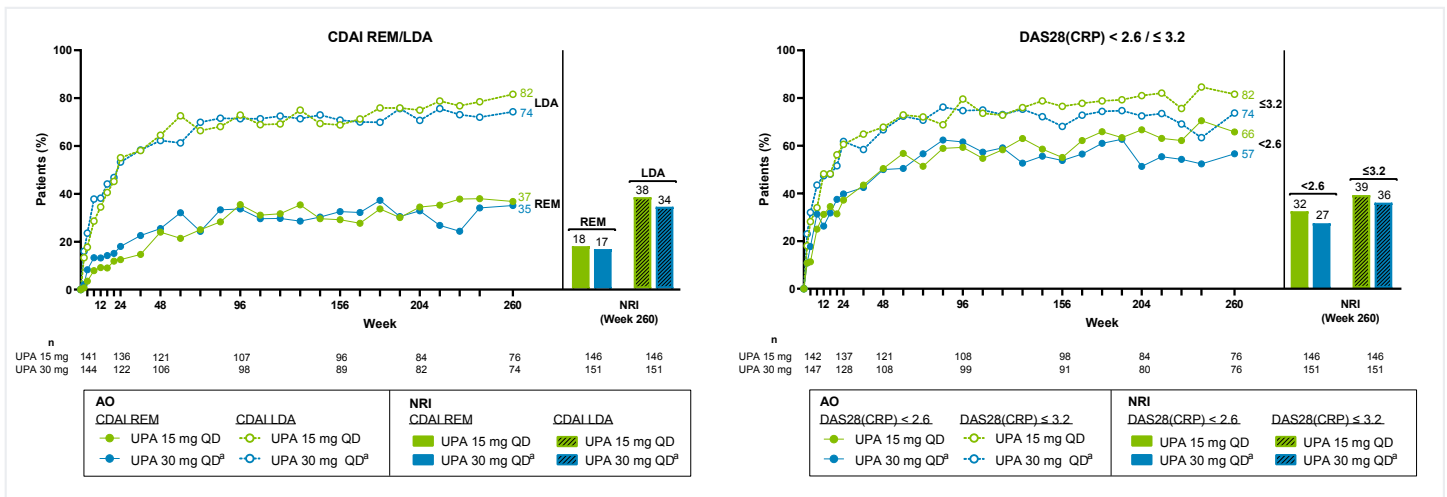 CDAI REM/LDA
Patients (%)
100
80
60
40
20
0
82
LDA
74
37
REM
35
12 24 48 96 156 204 260
Week
REM
18 17
LDA
38 34
NRI
(Week 260)
n
UPA 15 mg 141 136 121 107 96 84 76 146 146
UPA 30 mg 144 122 106 98 89 82 74 151 151
AO
CDAI REM CDAI LDA
UPA 15 mg QD UPA 15 mg QD
UPA 30 mg QDª UPA 30 mg QDª
NRI
CDAI REM CDAI LDA
UPA 15 mg QD UPA 15 mg QD
UPA 30 mg QDª UPA 30 mg QDª
DAS28(CRP) < 2.6 / ≤ 3.2
Patients (%)
100
80
60
40
20
0
82
≤3.2
74
66
<2.6
57
12 24 48 96 156 204 260
Week
<2.6
32 27
≤3.2
39 36
NRI
(Week 260)
n
UPA 15 mg 142 137 121 108 98 84 76 146 146
UPA 30 mg 147 128 108 99 91 80 76 151 151
AO
DAS28(CRP) < 2.6 DAS28(CRP) ≤ 3.2
UPA 15 mg QD UPA 15 mg QD
UPA 30 mg QDª UPA 30 mg QDª
NRI
DAS28(CRP) < 2.6 DAS28(CRP) ≤ 3.2
UPA 15 mg QD UPA 15 mg QD
UPA 30 mg QDª UPA 30 mg QDª